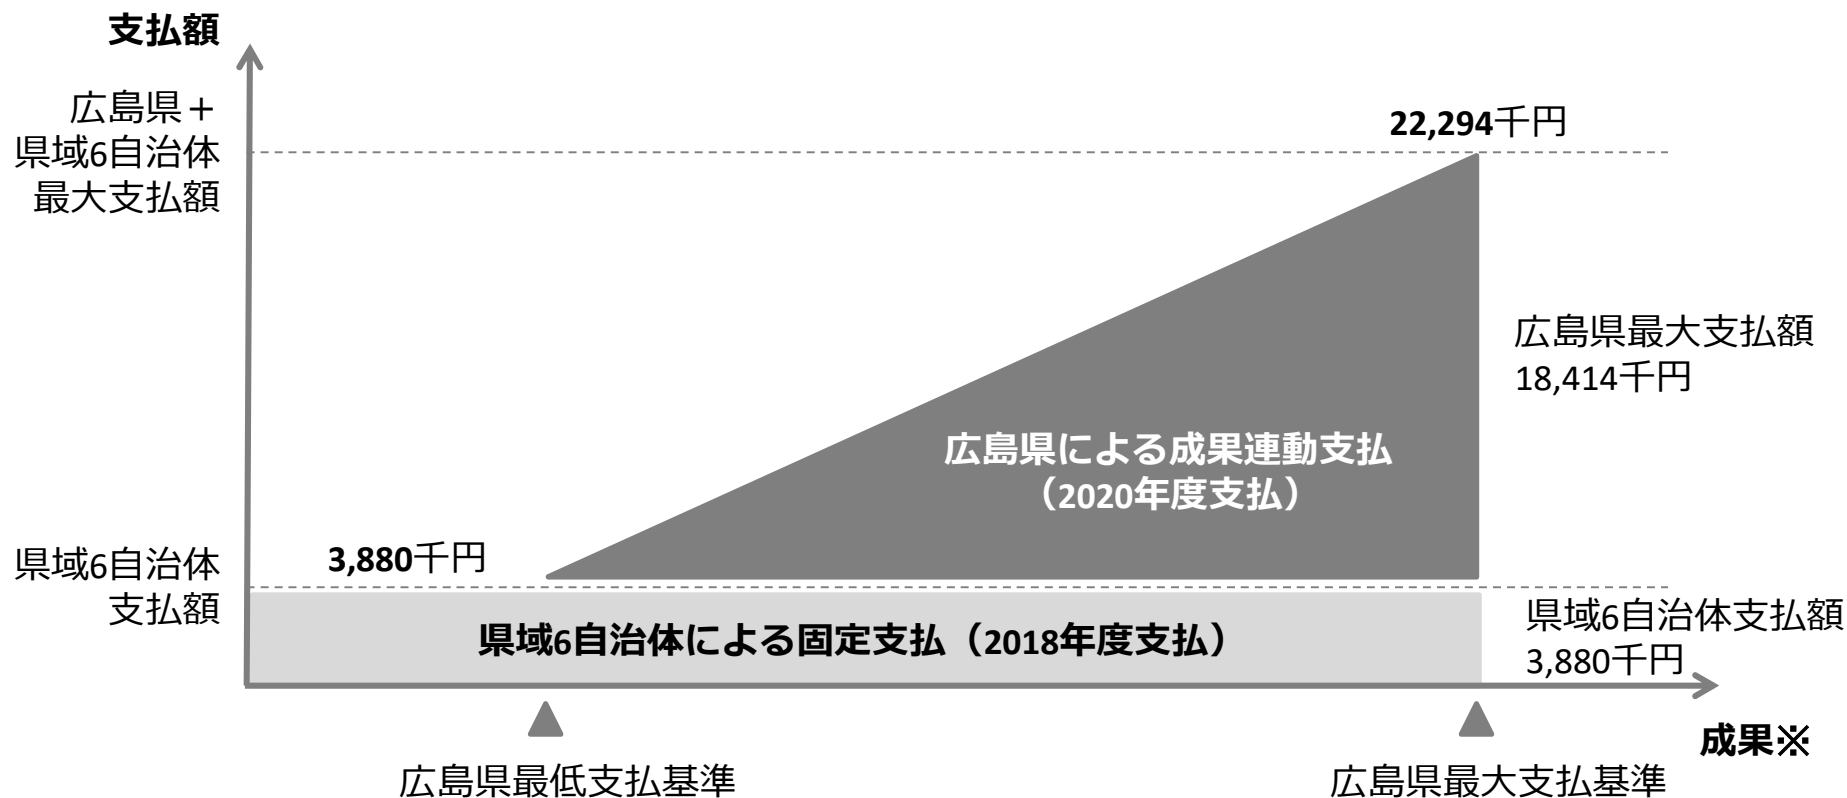 支払額
広島県＋
県域6自治体
最大支払額
22,294千円
広島県最大支払額
18,414千円
広島県による成果連動支払
（2020年度支払）
3,880千円
県域6自治体
支払額
県域6自治体による固定支払（2018年度支払）
県域6自治体支払額
3,880千円
成果※
広島県最低支払基準
広島県最大支払基準